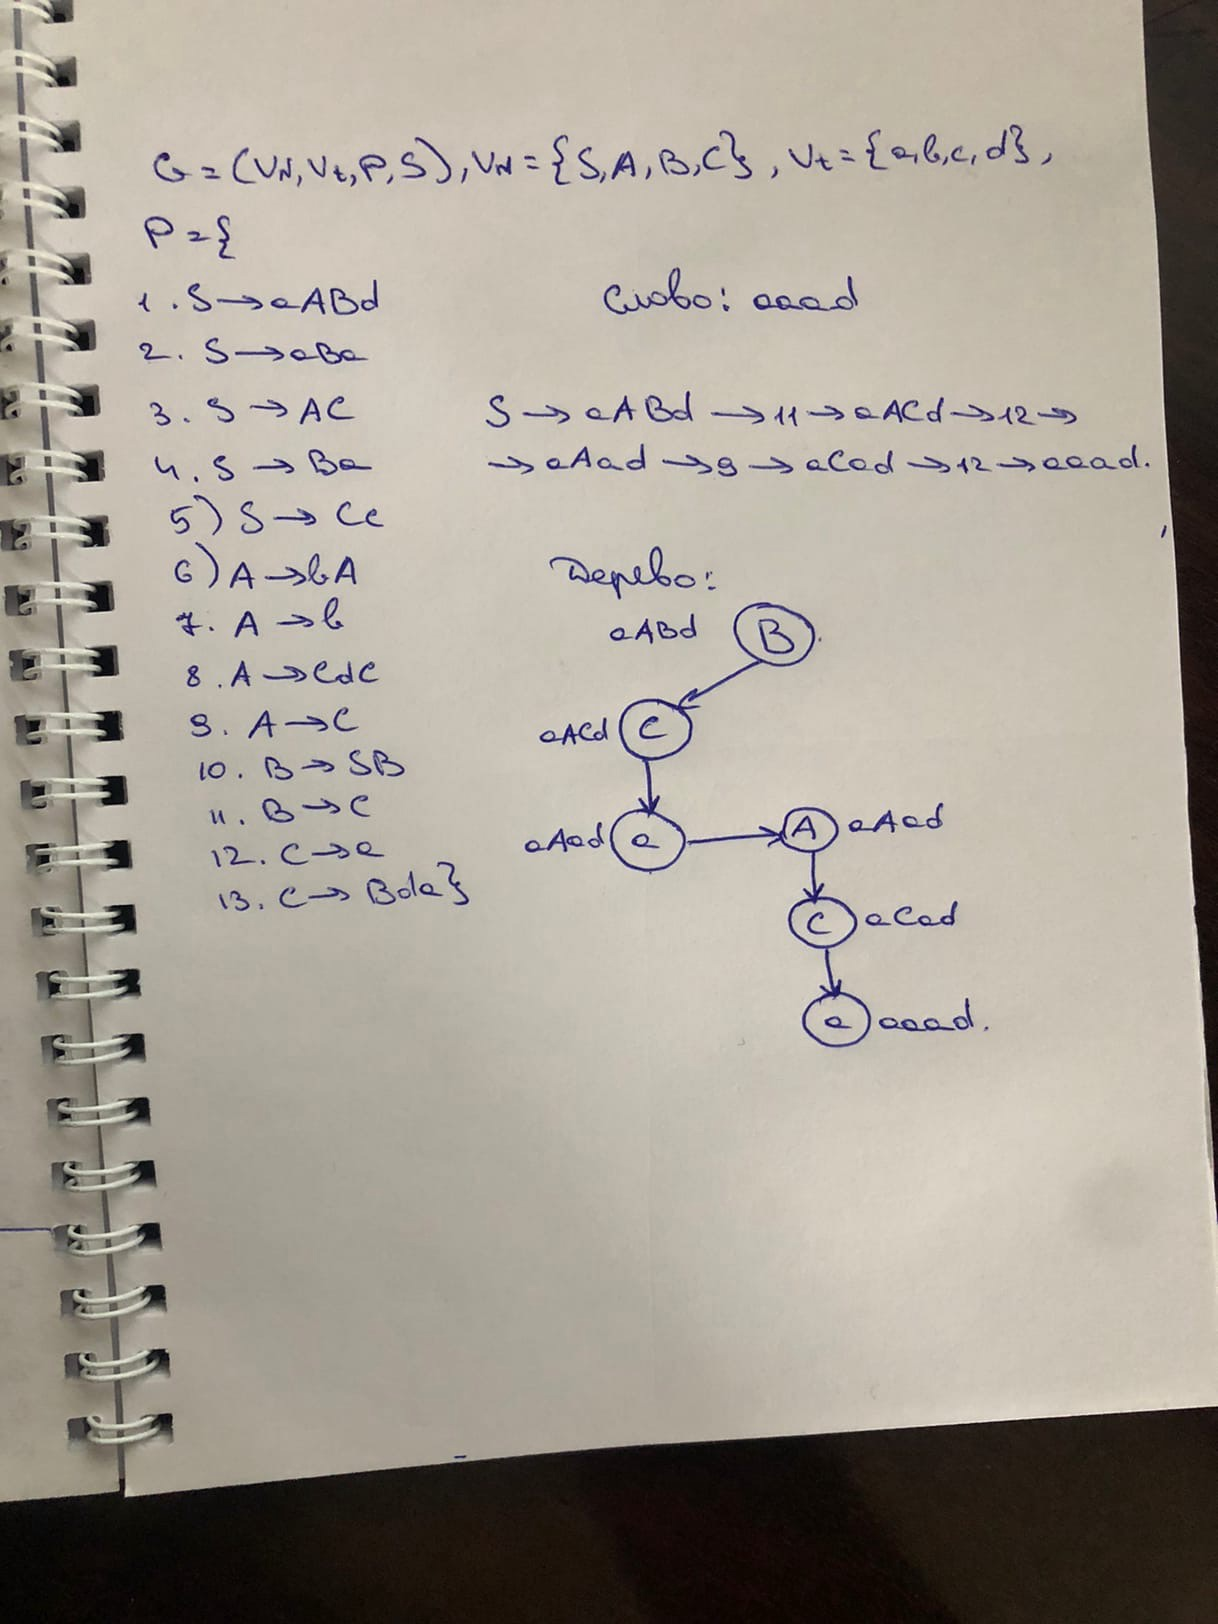 G = (VN, Vt, P, S), VN = {S, A, B, C}, Vt = {a, b, c, d},
P = {
1. S → aABd
Слово: aaad
2. S → aBa
3. S → AC
S → aABd → 11 → aACd → 12 →
4. S → Ba
→ aAad → 9 → aCad → 12 → aaad.
5) S → Cc
6) A → bA
Дерево:
7. A → b
aABd B
8. A → CdC
9. A → C
aACd C
10. B → SB
11. B → C
12. C → a
aAad a → A aAad
13. C → Bda}
C aCad
a aaad.